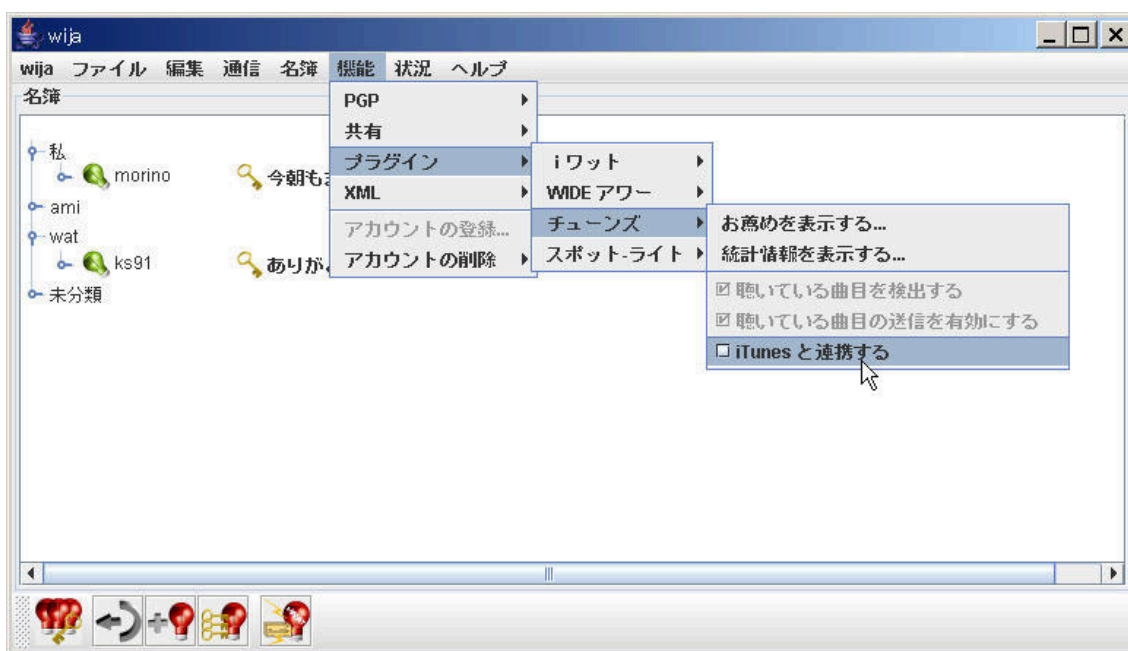 wija
wija ファイル 編集 通信 名簿 機能 状況 ヘルプ
名簿
私
morino 今朝も
ami
wat
ks91 ありが
未分類
PGP
共有
プラグイン
XML
アカウントの登録...
アカウントの削除
iワット
WIDE アワー
チューンズ
スポット-ライト
お薦めを表示する...
統計情報を表示する...
聴いている曲目を検出する
聴いている曲目の送信を有効にする
iTunes と連携する